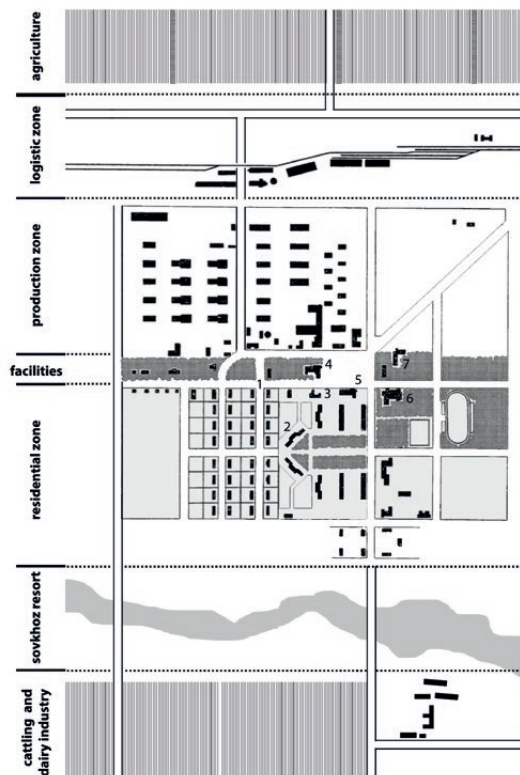 agriculture
logistic zone
production zone
facilities
residential zone
sovkhoz resort
cattling and
dairy industry
7
4
1
5
3
6
2